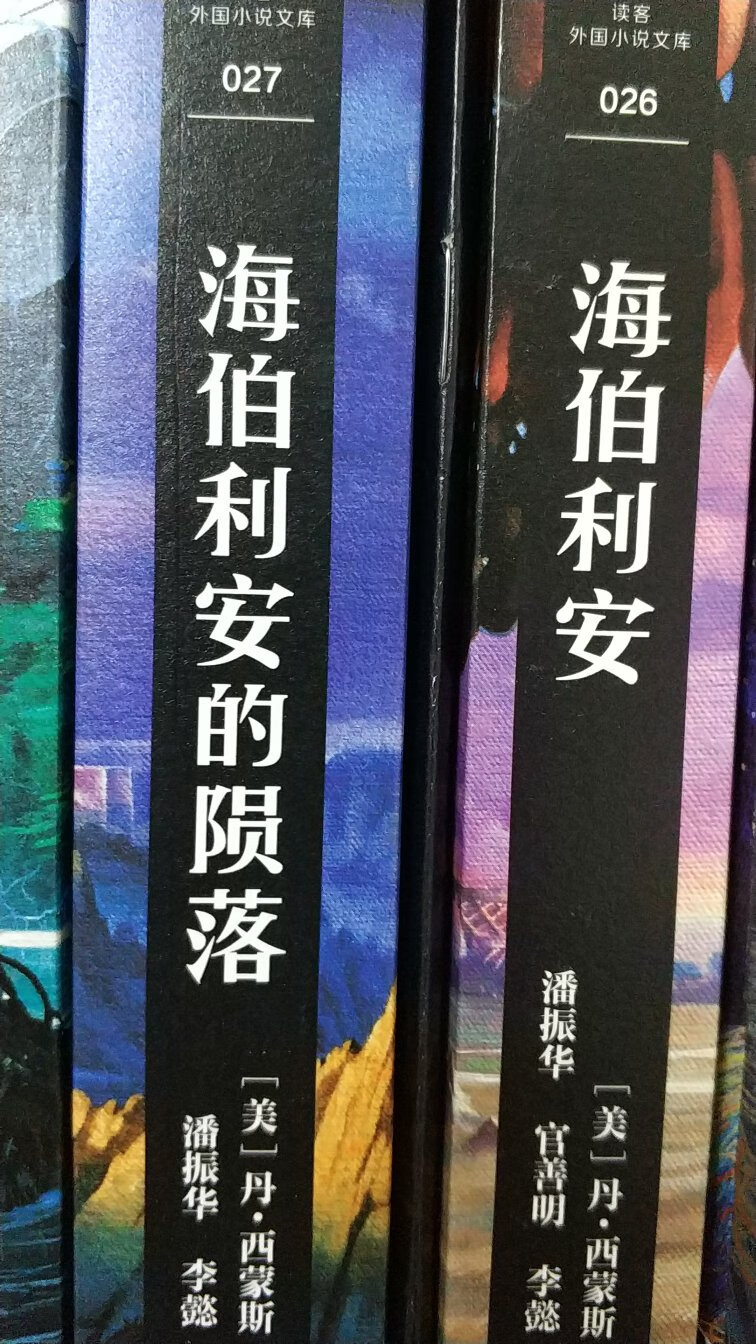 外国小说文库
027
海伯利安的陨落
[美]丹·西蒙斯
潘振华 李懿
读客
外国小说文库
026
海伯利安
[美]丹·西蒙斯
潘振华 官善明 李懿